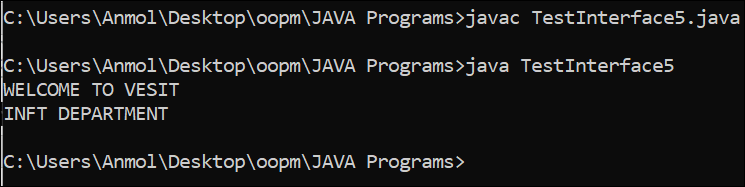 C:\Users\Anmol\Desktop\oopm\JAVA Programs>javac TestInterface5.java
C:\Users\Anmol\Desktop\oopm\JAVA Programs>java TestInterface5
WELCOME TO VESIT
INFT DEPARTMENT
C:\Users\Anmol\Desktop\oopm\JAVA Programs>